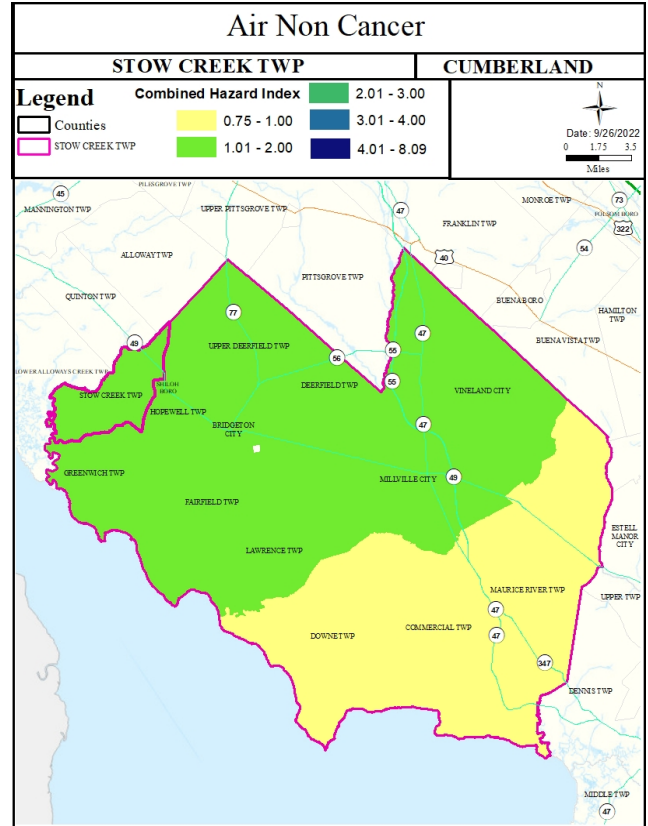 Air Non Cancer
STOW CREEK TWP
CUMBERLAND
Legend
Counties
STOW CREEK TWP
Combined Hazard Index
0.75 - 1.00
1.01 - 2.00
2.01 - 3.00
3.01 - 4.00
4.01 - 8.09
N
Date: 9/26/2022
0 1.75 3.5
Miles
PILESGROVE TWP
45
MANNINGTON TWP
UPPER PITTSGROVE TWP
47
MONROE TWP
73
FOLSOM BORO
322
FRANKLIN TWP
54
40
ALLOWAY TWP
PITTSGROVE TWP
QUINTON TWP
BUENA BORO
HAMILTON
TWP
77
49
47
BUENA VISTA TWP
UPPER DEERFIELD TWP
55
56
LOWER ALLOWAYS CREEK TWP
SHILOH
BORO
DEERFIELD TWP
55
VINELAND CITY
STOW CREEK TWP
HOPEWELL TWP
BRIDGETON
CITY
47
GREENWICH TWP
MILLVILLE CITY
49
FAIRFIELD TWP
ESTELL
MANOR
CITY
LAWRENCE TWP
MAURICE RIVER TWP
UPPER TWP
47
COMMERCIAL TWP
47
DOWNE TWP
347
DENNIS TWP
MIDDLE TWP
47